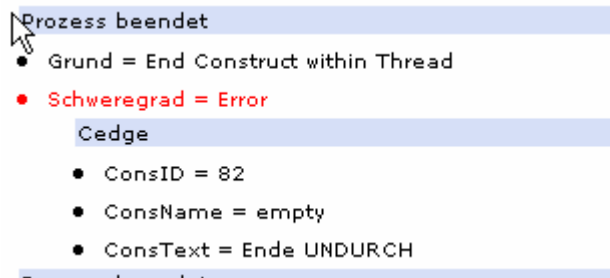 Prozess beendet
Grund = End Construct within Thread
Schweregrad = Error
Cedge
ConsID = 82
ConsName = empty
ConsText = Ende UNDURCH